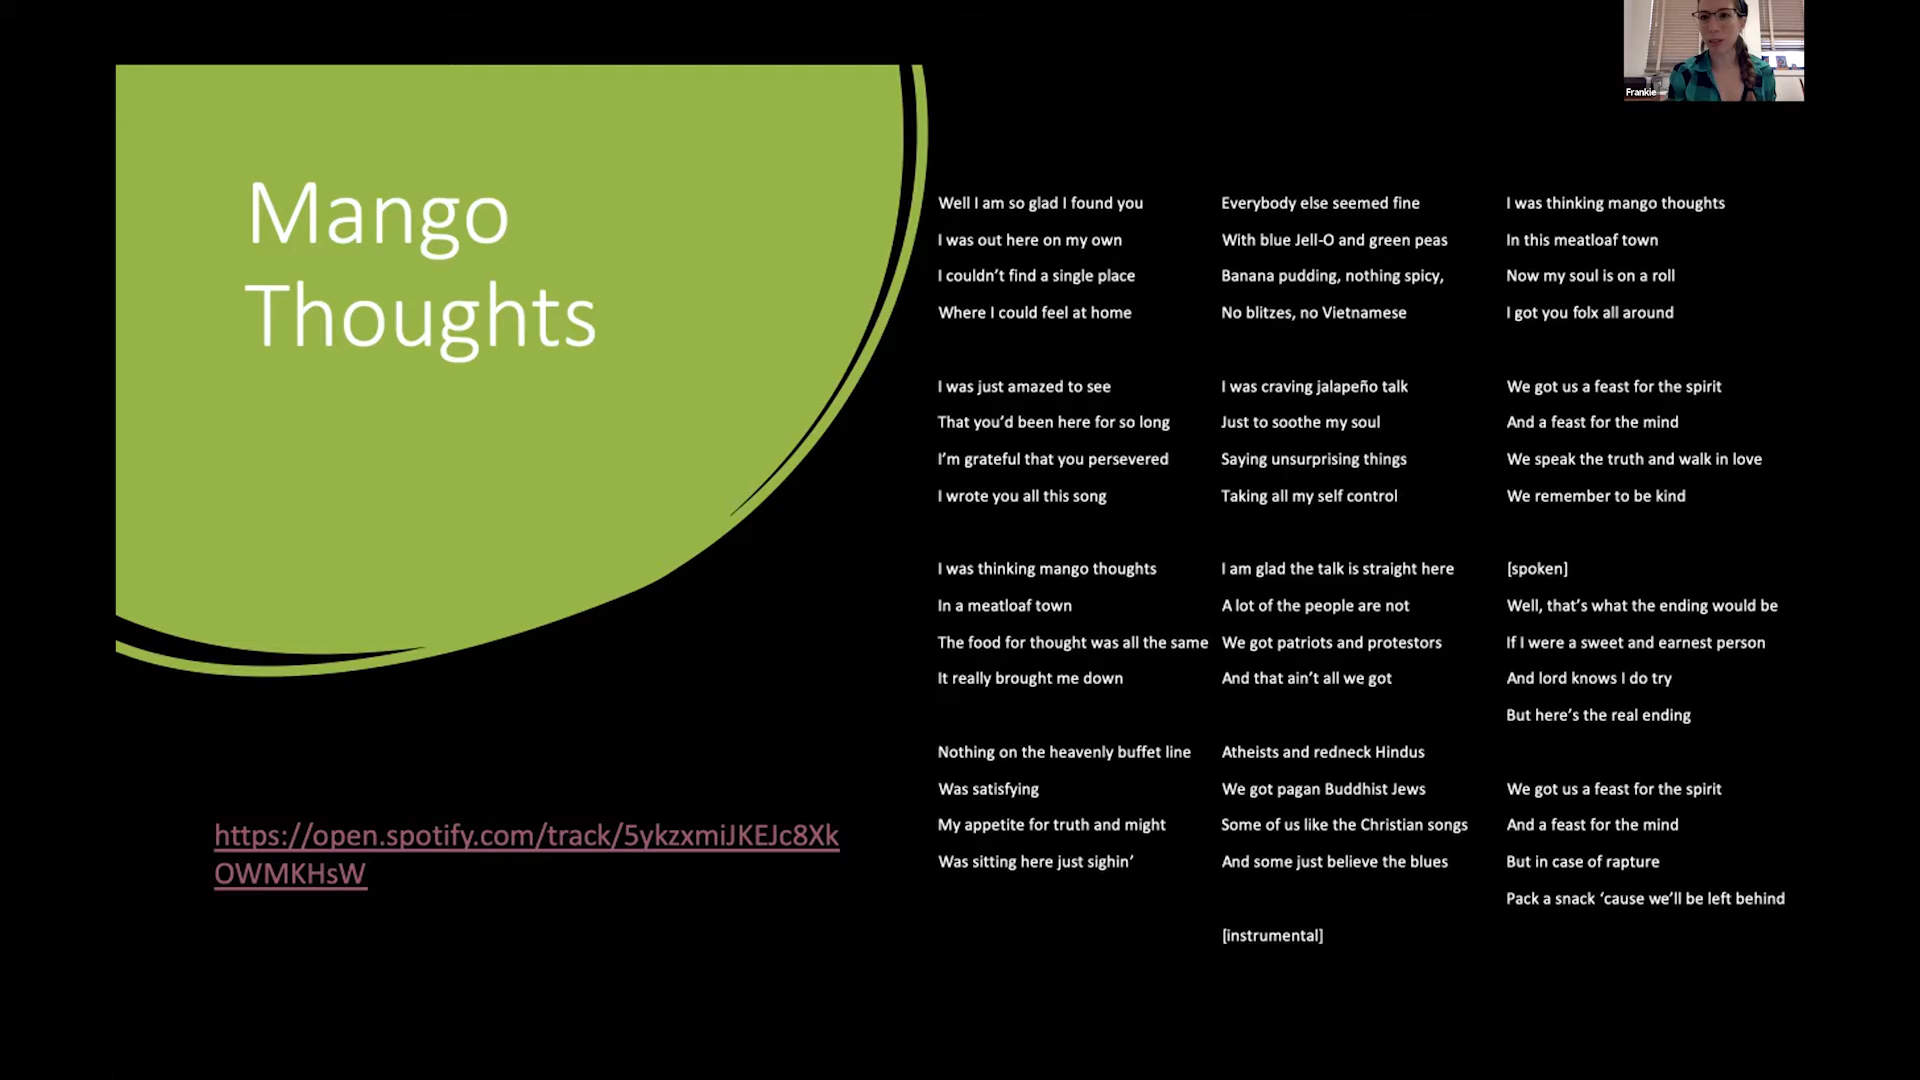 Frankie
Mango
Thoughts
https://open.spotify.com/track/5ykzxmiJKEJc8Xk
OWMKHsW
Well I am so glad I found you
I was out here on my own
I couldn’t find a single place
Where I could feel at home
I was just amazed to see
That you’d been here for so long
I’m grateful that you persevered
I wrote you all this song
I was thinking mango thoughts
In a meatloaf town
The food for thought was all the same
It really brought me down
Nothing on the heavenly buffet line
Was satisfying
My appetite for truth and might
Was sitting here just sighin’
Everybody else seemed fine
With blue Jell-O and green peas
Banana pudding, nothing spicy,
No blitzes, no Vietnamese
I was craving jalapeño talk
Just to soothe my soul
Saying unsurprising things
Taking all my self control
I am glad the talk is straight here
A lot of the people are not
We got patriots and protestors
And that ain’t all we got
Atheists and redneck Hindus
We got pagan Buddhist Jews
Some of us like the Christian songs
And some just believe the blues
[instrumental]
I was thinking mango thoughts
In this meatloaf town
Now my soul is on a roll
I got you folx all around
We got us a feast for the spirit
And a feast for the mind
We speak the truth and walk in love
We remember to be kind
[spoken]
Well, that’s what the ending would be
If I were a sweet and earnest person
And lord knows I do try
But here’s the real ending
We got us a feast for the spirit
And a feast for the mind
But in case of rapture
Pack a snack ‘cause we’ll be left behind